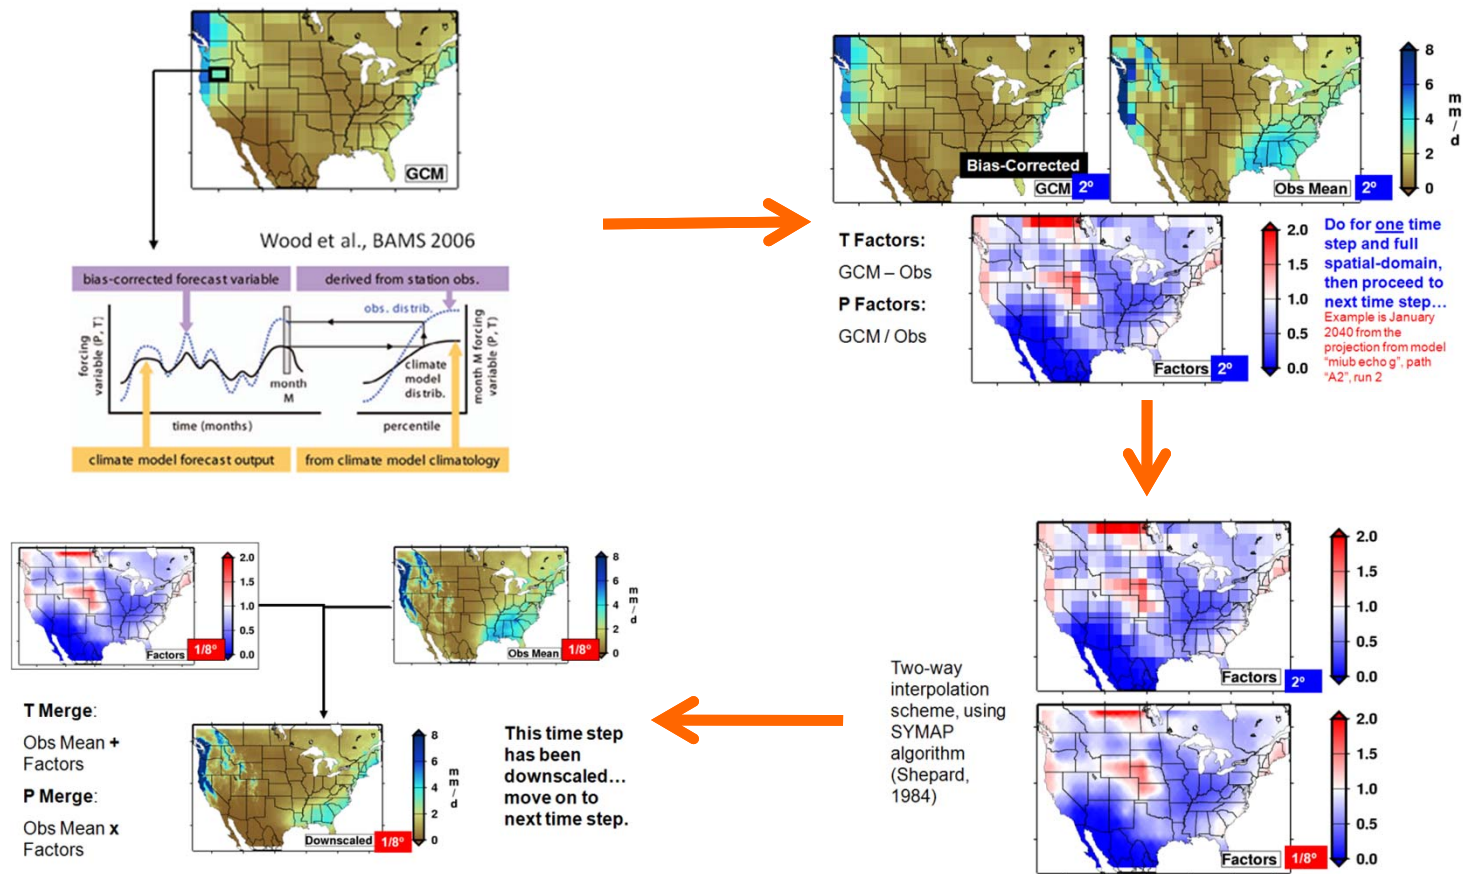 GCM
Wood et al., BAMS 2006
bias-corrected forecast variable
derived from station obs.
obs. distrib.
forcing
variable (P, T)
climate
model
distrib.
month M forcing
variable (P, T)
month
M
time (months)
percentile
climate model forecast output
from climate model climatology
Bias-Corrected
GCM 2º
Obs Mean 2º
8
6
4
2
0
mm/d
T Factors:
GCM – Obs
P Factors:
GCM / Obs
Factors 2º
2.0
1.5
1.0
0.5
0.0
Do for one time
step and full
spatial-domain,
then proceed to
next time step…
Example is January
2040 from the
projection from model
“miub echo g”, path
“A2”, run 2
Factors 2º
2.0
1.5
1.0
0.5
0.0
Two-way
interpolation
scheme, using
SYMAP
algorithm
(Shepard,
1984)
Factors 1/8º
2.0
1.5
1.0
0.5
0.0
Factors 1/8º
2.0
1.5
1.0
0.5
0.0
Obs Mean 1/8º
8
6
4
2
0
mm/d
T Merge:
Obs Mean +
Factors
P Merge:
Obs Mean x
Factors
Downscaled 1/8º
8
6
4
2
0
mm/d
This time step
has been
downscaled…
move on to
next time step.